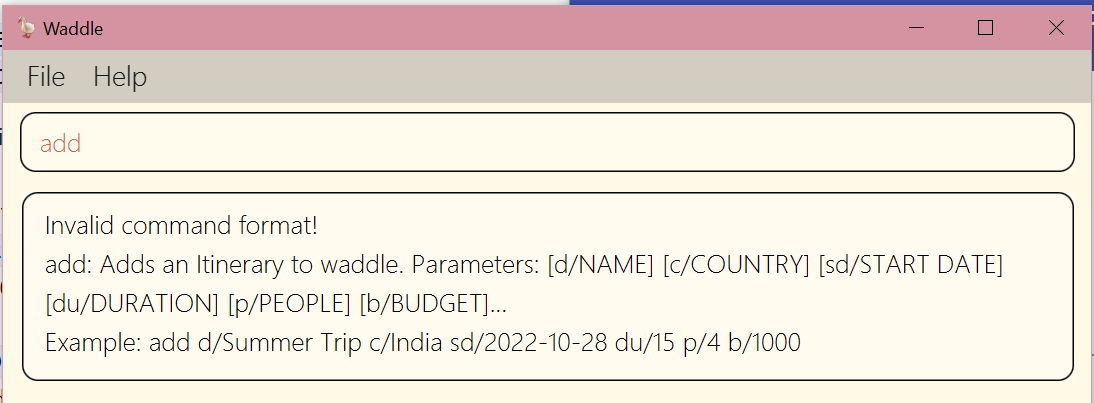 Waddle
File Help
add
Invalid command format!
add: Adds an Itinerary to waddle. Parameters: [d/NAME] [c/COUNTRY] [sd/START DATE]
[du/DURATION] [p/PEOPLE] [b/BUDGET]...
Example: add d/Summer Trip c/India sd/2022-10-28 du/15 p/4 b/1000